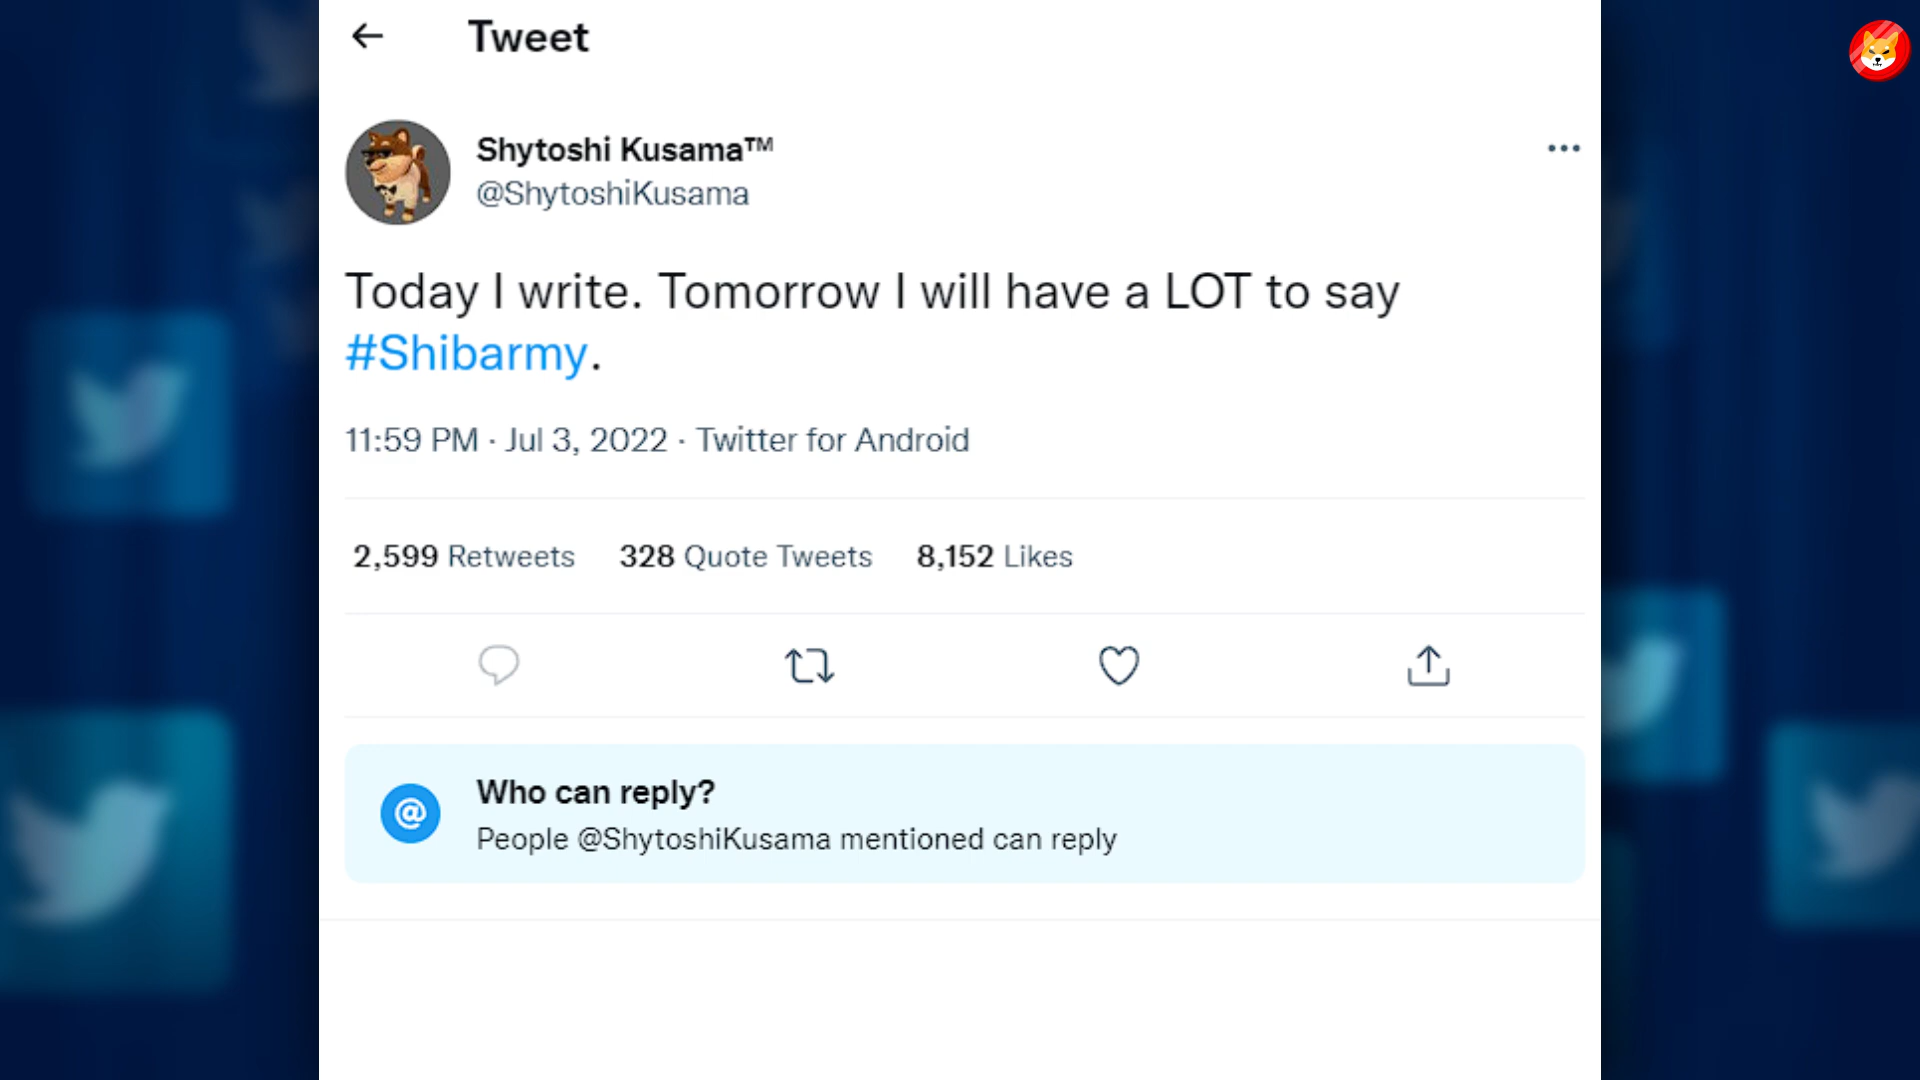 Tweet
Shytoshi Kusama™
@ShytoshiKusama
Today I write. Tomorrow I will have a LOT to say
#Shibarmy.
11:59 PM · Jul 3, 2022 · Twitter for Android
2,599 Retweets 328 Quote Tweets 8,152 Likes
Who can reply?
People @ShytoshiKusama mentioned can reply